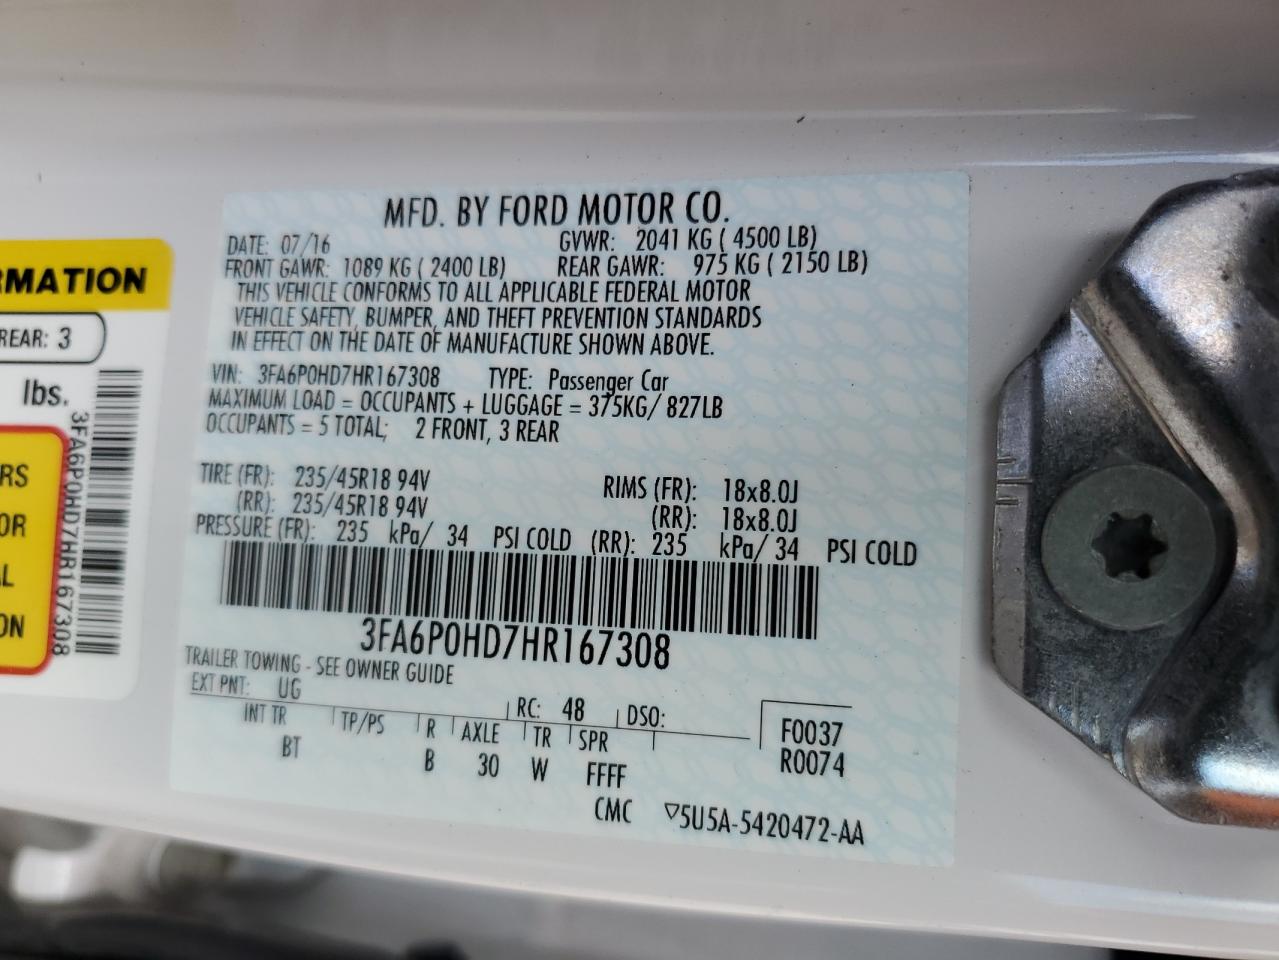 MFD. BY FORD MOTOR CO.
DATE: 07/16 GVWR: 2041 KG ( 4500 LB)
FRONT GAWR: 1089 KG ( 2400 LB) REAR GAWR: 975 KG ( 2150 LB)
THIS VEHICLE CONFORMS TO ALL APPLICABLE FEDERAL MOTOR
VEHICLE SAFETY, BUMPER, AND THEFT PREVENTION STANDARDS
IN EFFECT ON THE DATE OF MANUFACTURE SHOWN ABOVE.
VIN: 3FA6P0HD7HR167308 TYPE: Passenger Car
MAXIMUM LOAD = OCCUPANTS + LUGGAGE = 375KG/ 827LB
OCCUPANTS = 5 TOTAL; 2 FRONT, 3 REAR
TIRE (FR): 235/45R18 94V RIMS (FR): 18x8.0J
(RR): 235/45R18 94V (RR): 18x8.0J
PRESSURE (FR): 235 kPa/ 34 PSI COLD (RR): 235 kPa/ 34 PSI COLD
3FA6P0HD7HR167308
TRAILER TOWING - SEE OWNER GUIDE
EXT PNT: UG RC: 48 DSO:
INT TR TP/PS R AXLE TR SPR
BT B 30 W FFFF
F0037
R0074
CMC ▽5U5A-5420472-AA
RMATION
REAR: 3
lbs.
3FA6P0HD7HR167308
RS
OR
L
ON